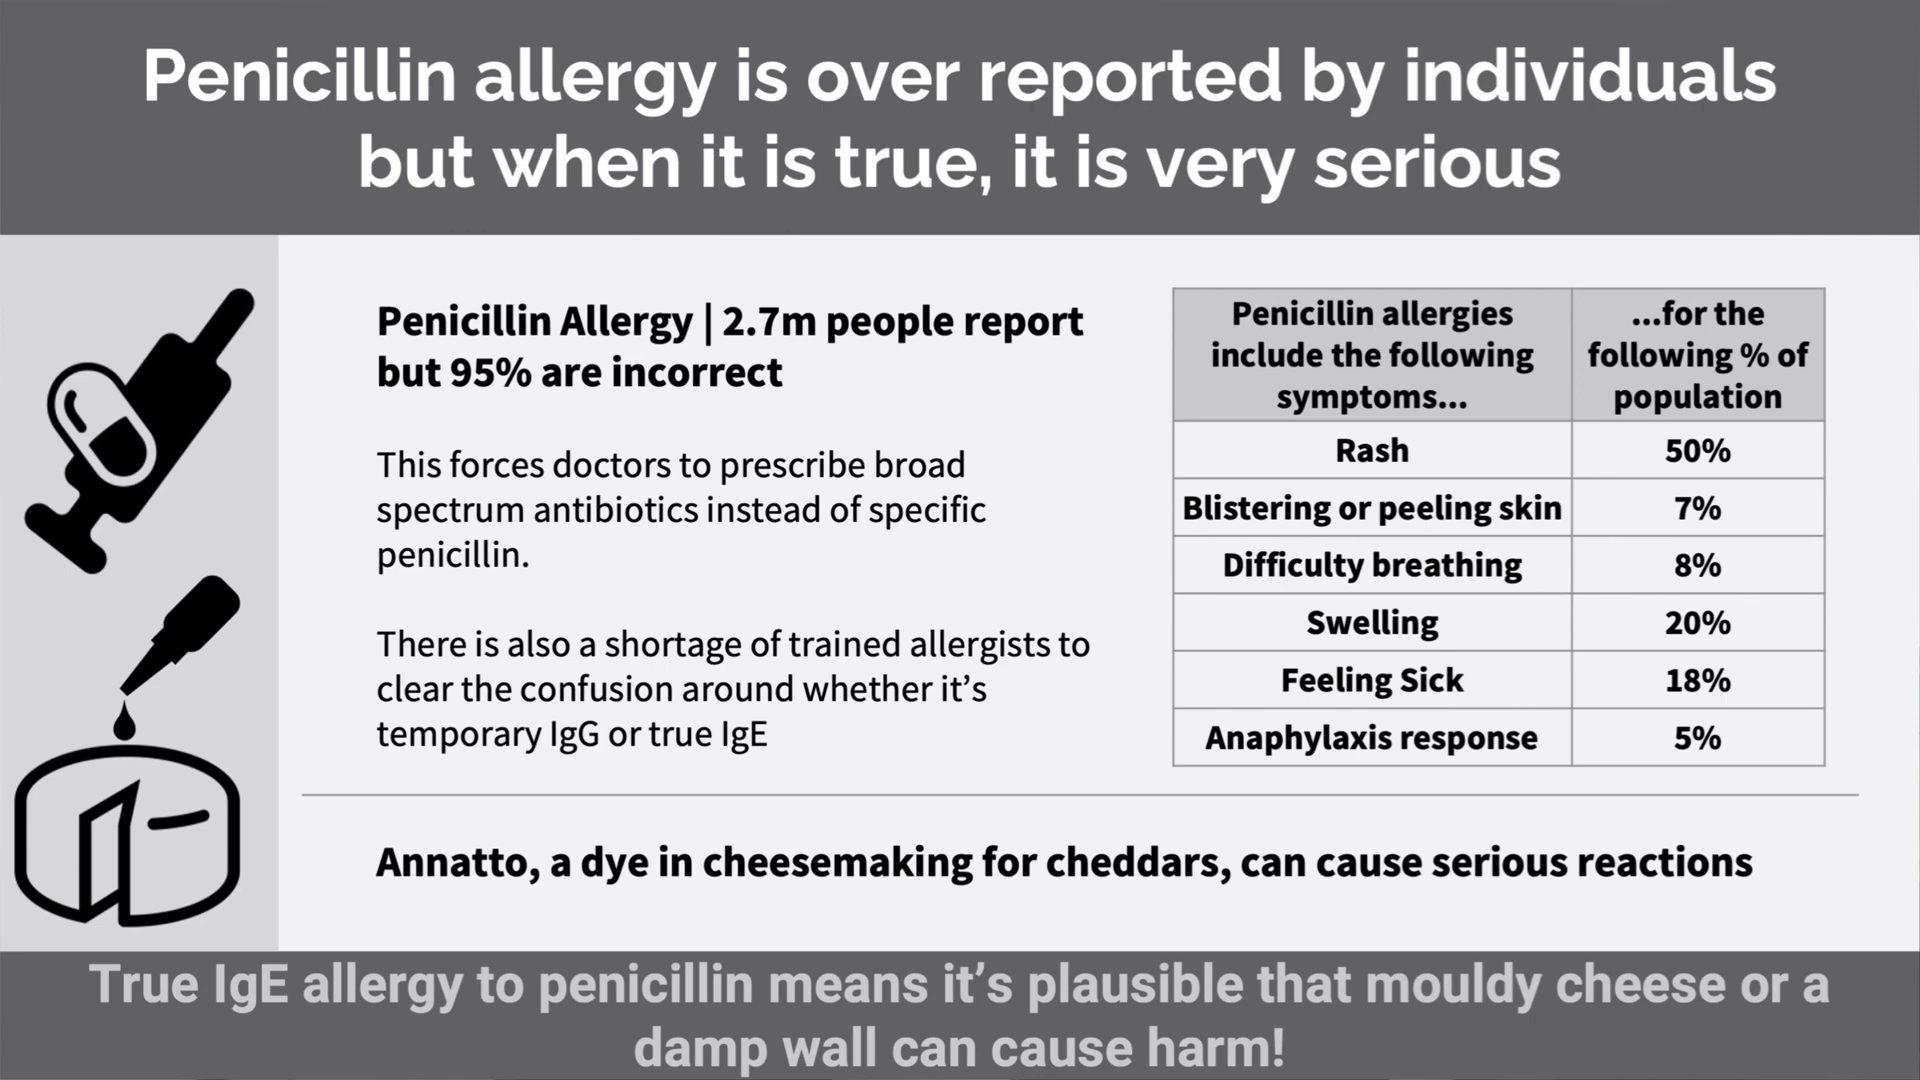 Penicillin allergy is over reported by individuals
but when it is true, it is very serious
Penicillin Allergy | 2.7m people report
but 95% are incorrect
This forces doctors to prescribe broad
spectrum antibiotics instead of specific
penicillin.
There is also a shortage of trained allergists to
clear the confusion around whether it’s
temporary IgG or true IgE
Penicillin allergies
include the following
symptoms...
...for the
following % of
population
Rash 50%
Blistering or peeling skin 7%
Difficulty breathing 8%
Swelling 20%
Feeling Sick 18%
Anaphylaxis response 5%
Annatto, a dye in cheesemaking for cheddars, can cause serious reactions
True IgE allergy to penicillin means it’s plausible that mouldy cheese or a
damp wall can cause harm!